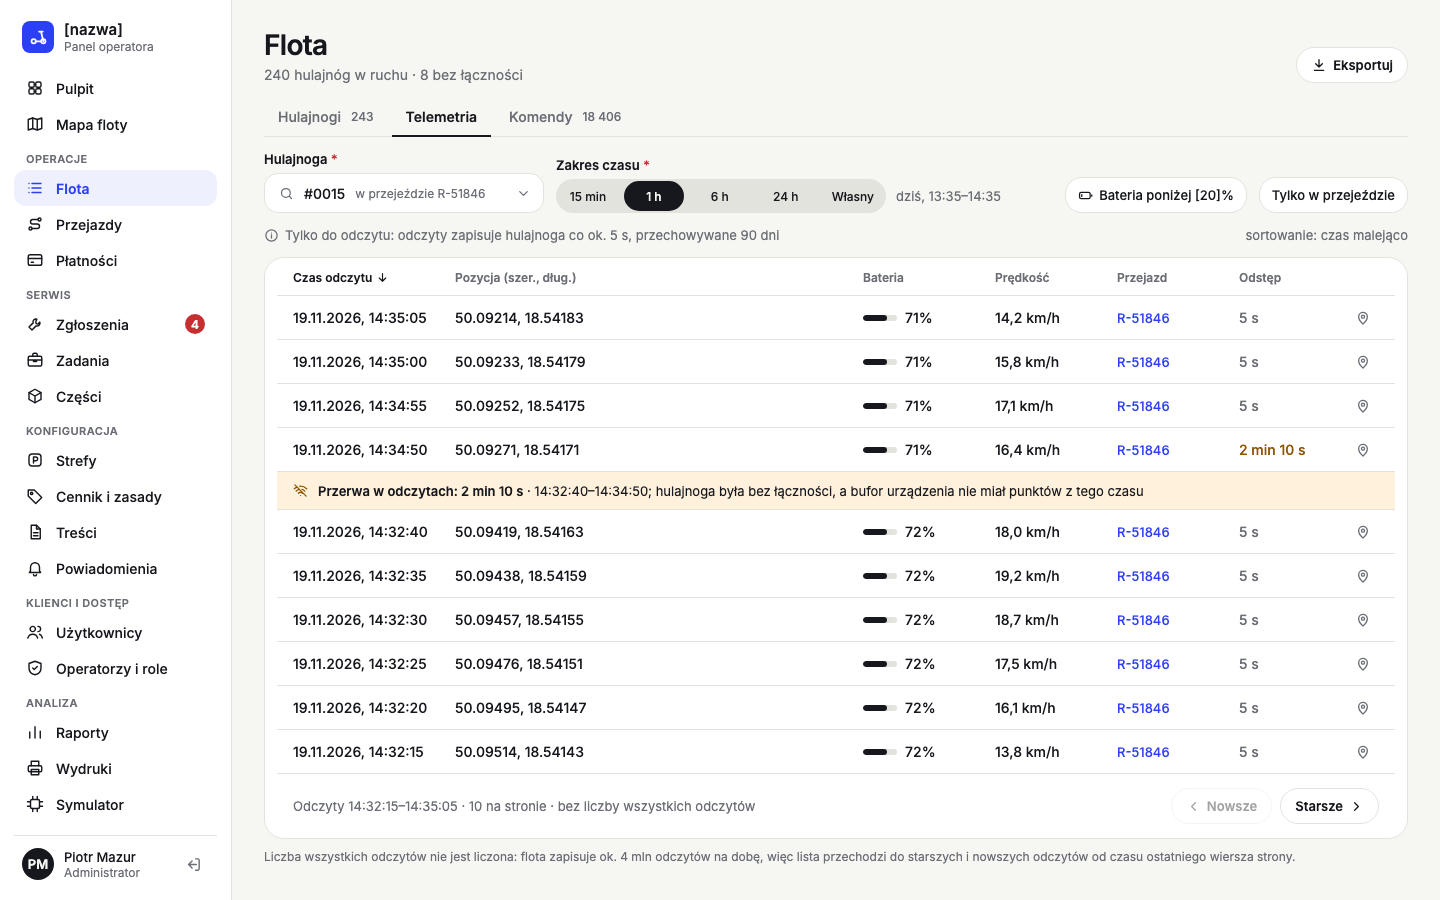 [nazwa]
Panel operatora
Pulpit
Mapa floty
OPERACJE
Flota
Przejazdy
Płatności
SERWIS
Zgłoszenia 4
Zadania
Części
KONFIGURACJA
Strefy
Cennik i zasady
Treści
Powiadomienia
KLIENCI I DOSTĘP
Użytkownicy
Operatorzy i role
ANALIZA
Raporty
Wydruki
Symulator
PM
Piotr Mazur
Administrator
Flota
240 hulajnóg w ruchu · 8 bez łączności
Eksportuj
Hulajnogi 243 Telemetria Komendy 18 406
Hulajnoga *
#0015 w przejeździe R-51846
Zakres czasu *
15 min 1 h 6 h 24 h Własny dziś, 13:35–14:35
Bateria poniżej [20]% Tylko w przejeździe
Tylko do odczytu: odczyty zapisuje hulajnoga co ok. 5 s, przechowywane 90 dni
sortowanie: czas malejąco
Czas odczytu ↓ Pozycja (szer., dług.) Bateria Prędkość Przejazd Odstęp
19.11.2026, 14:35:05 50.09214, 18.54183 71% 14,2 km/h R-51846 5 s
19.11.2026, 14:35:00 50.09233, 18.54179 71% 15,8 km/h R-51846 5 s
19.11.2026, 14:34:55 50.09252, 18.54175 71% 17,1 km/h R-51846 5 s
19.11.2026, 14:34:50 50.09271, 18.54171 71% 16,4 km/h R-51846 2 min 10 s
Przerwa w odczytach: 2 min 10 s · 14:32:40–14:34:50; hulajnoga była bez łączności, a bufor urządzenia nie miał punktów z tego czasu
19.11.2026, 14:32:40 50.09419, 18.54163 72% 18,0 km/h R-51846 5 s
19.11.2026, 14:32:35 50.09438, 18.54159 72% 19,2 km/h R-51846 5 s
19.11.2026, 14:32:30 50.09457, 18.54155 72% 18,7 km/h R-51846 5 s
19.11.2026, 14:32:25 50.09476, 18.54151 72% 17,5 km/h R-51846 5 s
19.11.2026, 14:32:20 50.09495, 18.54147 72% 16,1 km/h R-51846 5 s
19.11.2026, 14:32:15 50.09514, 18.54143 72% 13,8 km/h R-51846 5 s
Odczyty 14:32:15–14:35:05 · 10 na stronie · bez liczby wszystkich odczytów
Nowsze Starsze
Liczba wszystkich odczytów nie jest liczona: flota zapisuje ok. 4 mln odczytów na dobę, więc lista przechodzi do starszych i nowszych odczytów od czasu ostatniego wiersza strony.